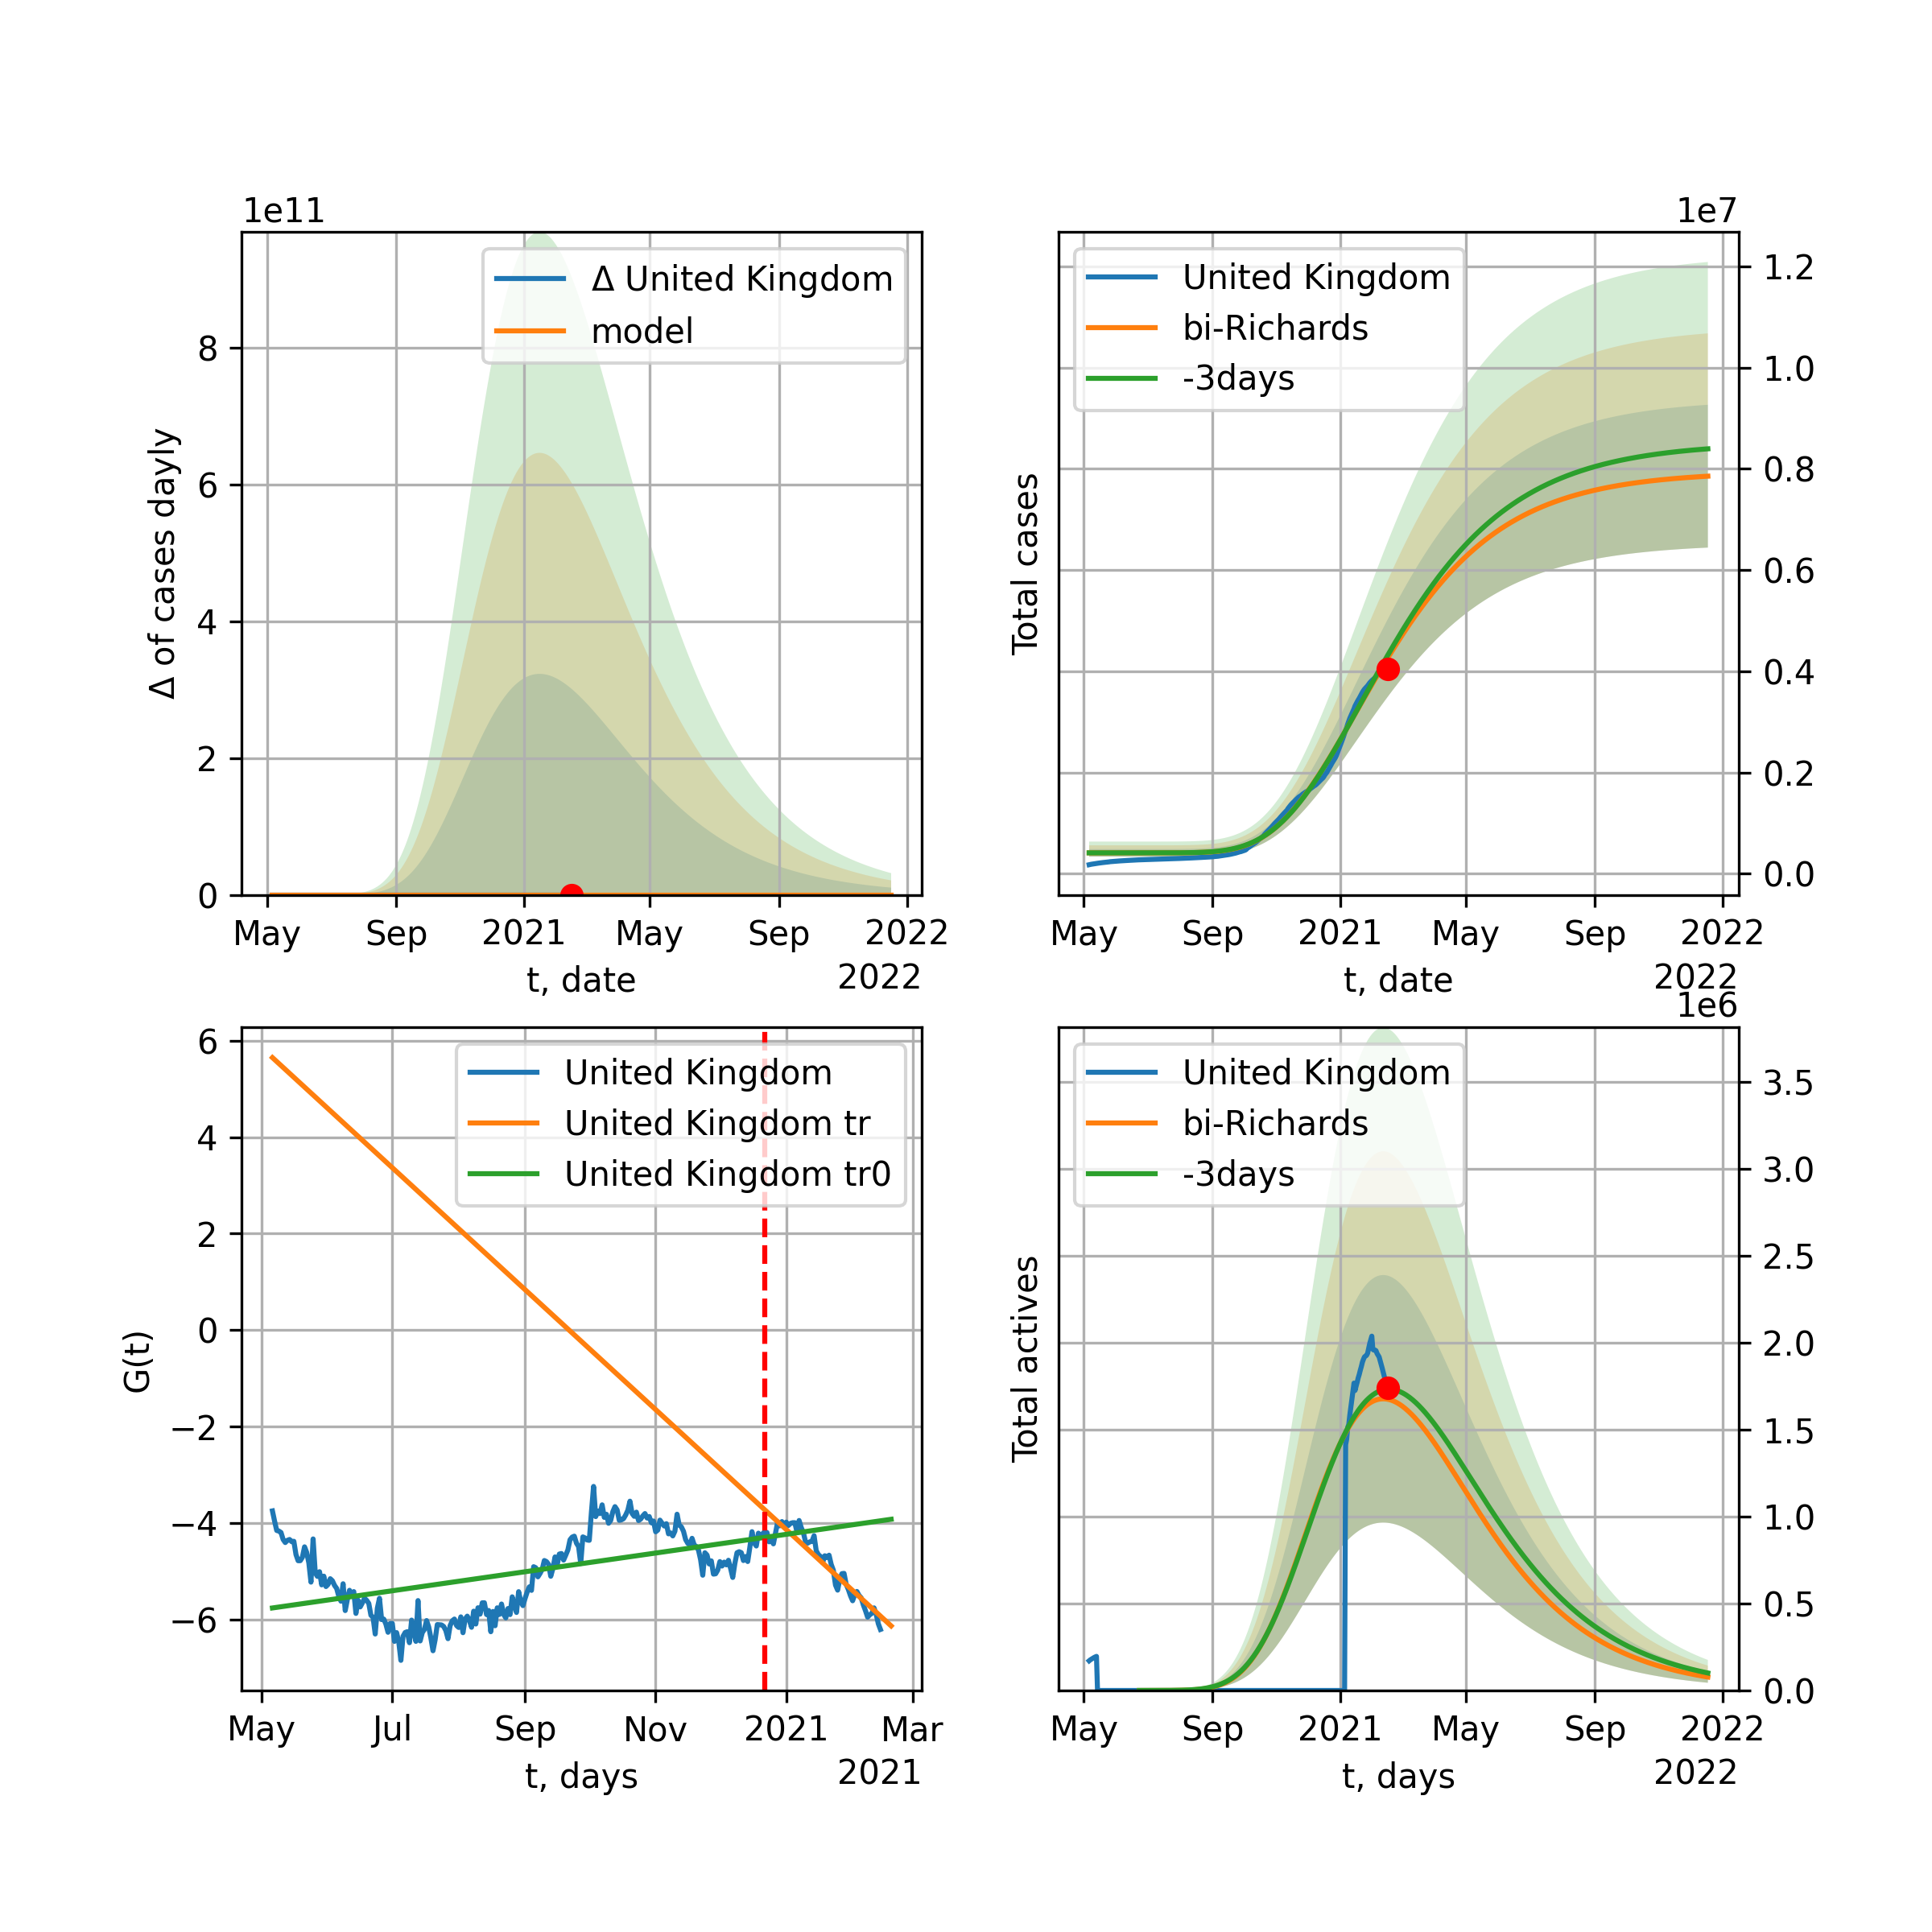 1e11
Δ United Kingdom
model
8
6
4
2
0
Δ of cases dayly
May Sep 2021 May Sep 2022
t, date
2022
1e7
United Kingdom
bi-Richards
-3days
1.2
1.0
0.8
0.6
0.4
0.2
0.0
Total cases
May Sep 2021 May Sep 2022
t, date
2022
6
4
2
0
−2
−4
−6
G(t)
United Kingdom
United Kingdom tr
United Kingdom tr0
May Jul Sep Nov 2021 Mar
t, days
2021
1e6
United Kingdom
bi-Richards
-3days
3.5
3.0
2.5
2.0
1.5
1.0
0.5
0.0
Total actives
May Sep 2021 May Sep 2022
t, days
2022